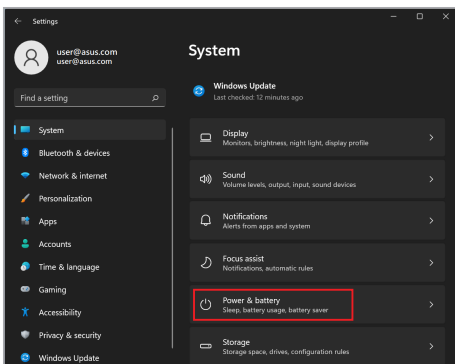 Settings
user@asus.com
user@asus.com
Find a setting
System
Bluetooth & devices
Network & internet
Personalization
Apps
Accounts
Time & language
Gaming
Accessibility
Privacy & security
Windows Update
System
Windows Update
Last checked: 12 minutes ago
Display
Monitors, brightness, night light, display profile
Sound
Volume levels, output, input, sound devices
Notifications
Alerts from apps and system
Focus assist
Notifications, automatic rules
Power & battery
Sleep, battery usage, battery saver
Storage
Storage space, drives, configuration rules